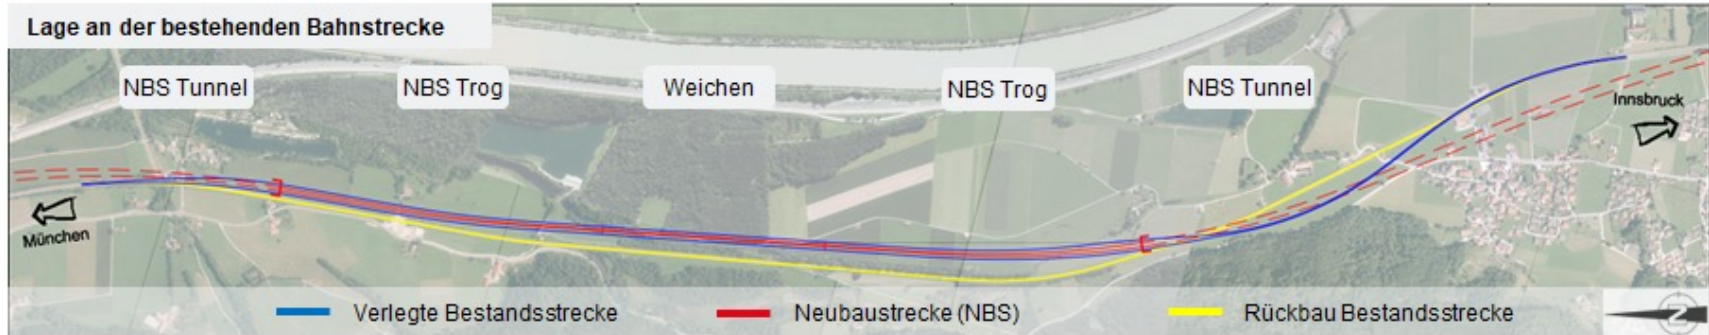 Lage an der bestehenden Bahnstrecke
NBS Tunnel
NBS Trog
Weichen
NBS Trog
NBS Tunnel
Innsbruck
München
Verlegte Bestandsstrecke
Neubaustrecke (NBS)
Rückbau Bestandsstrecke
N